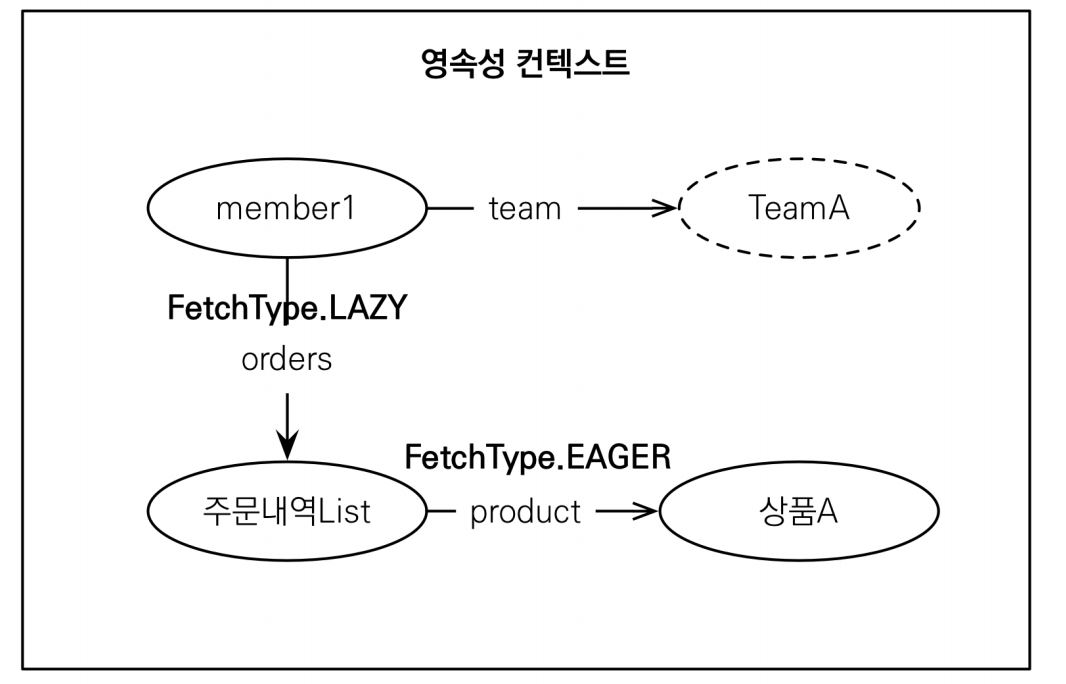 영속성 컨텍스트
member1
team
TeamA
FetchType.LAZY
orders
FetchType.EAGER
주문내역List
product
상품A